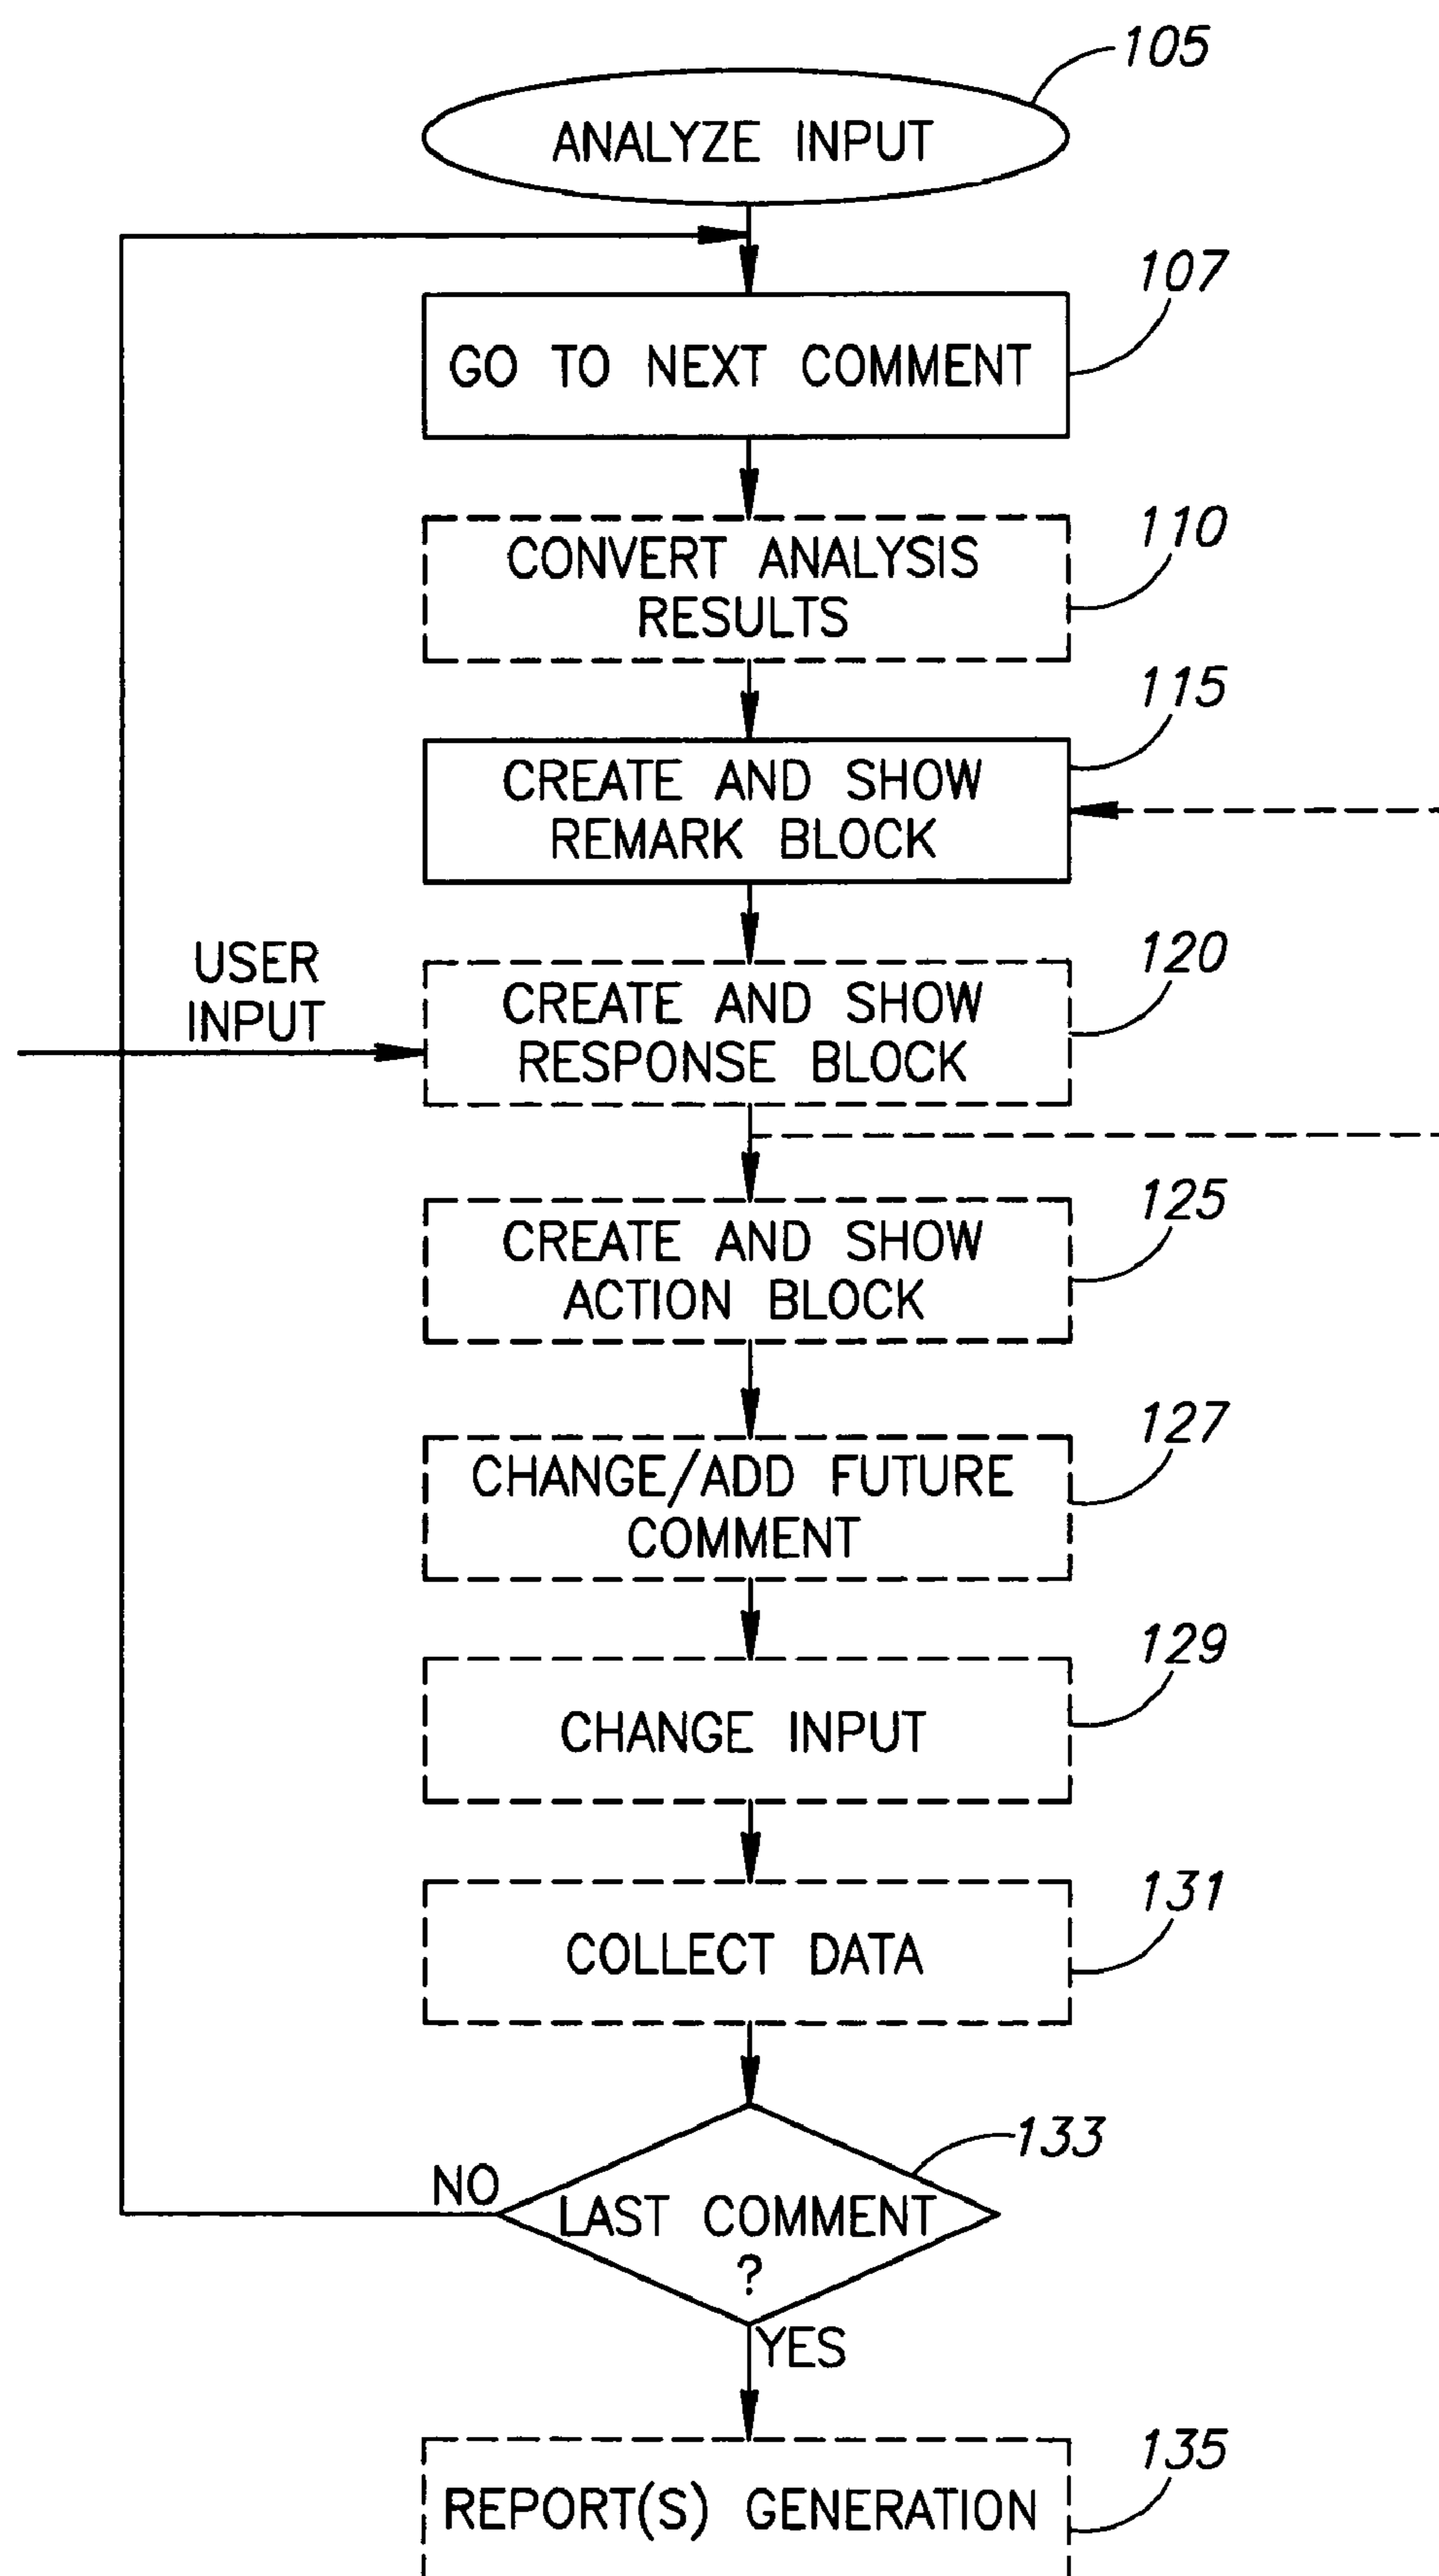 105
ANALYZE INPUT
107
GO TO NEXT COMMENT
110
CONVERT ANALYSIS
RESULTS
115
CREATE AND SHOW
REMARK BLOCK
USER
INPUT
120
CREATE AND SHOW
RESPONSE BLOCK
125
CREATE AND SHOW
ACTION BLOCK
127
CHANGE/ADD FUTURE
COMMENT
129
CHANGE INPUT
131
COLLECT DATA
133
NO
LAST COMMENT
?
YES
135
REPORT(S) GENERATION